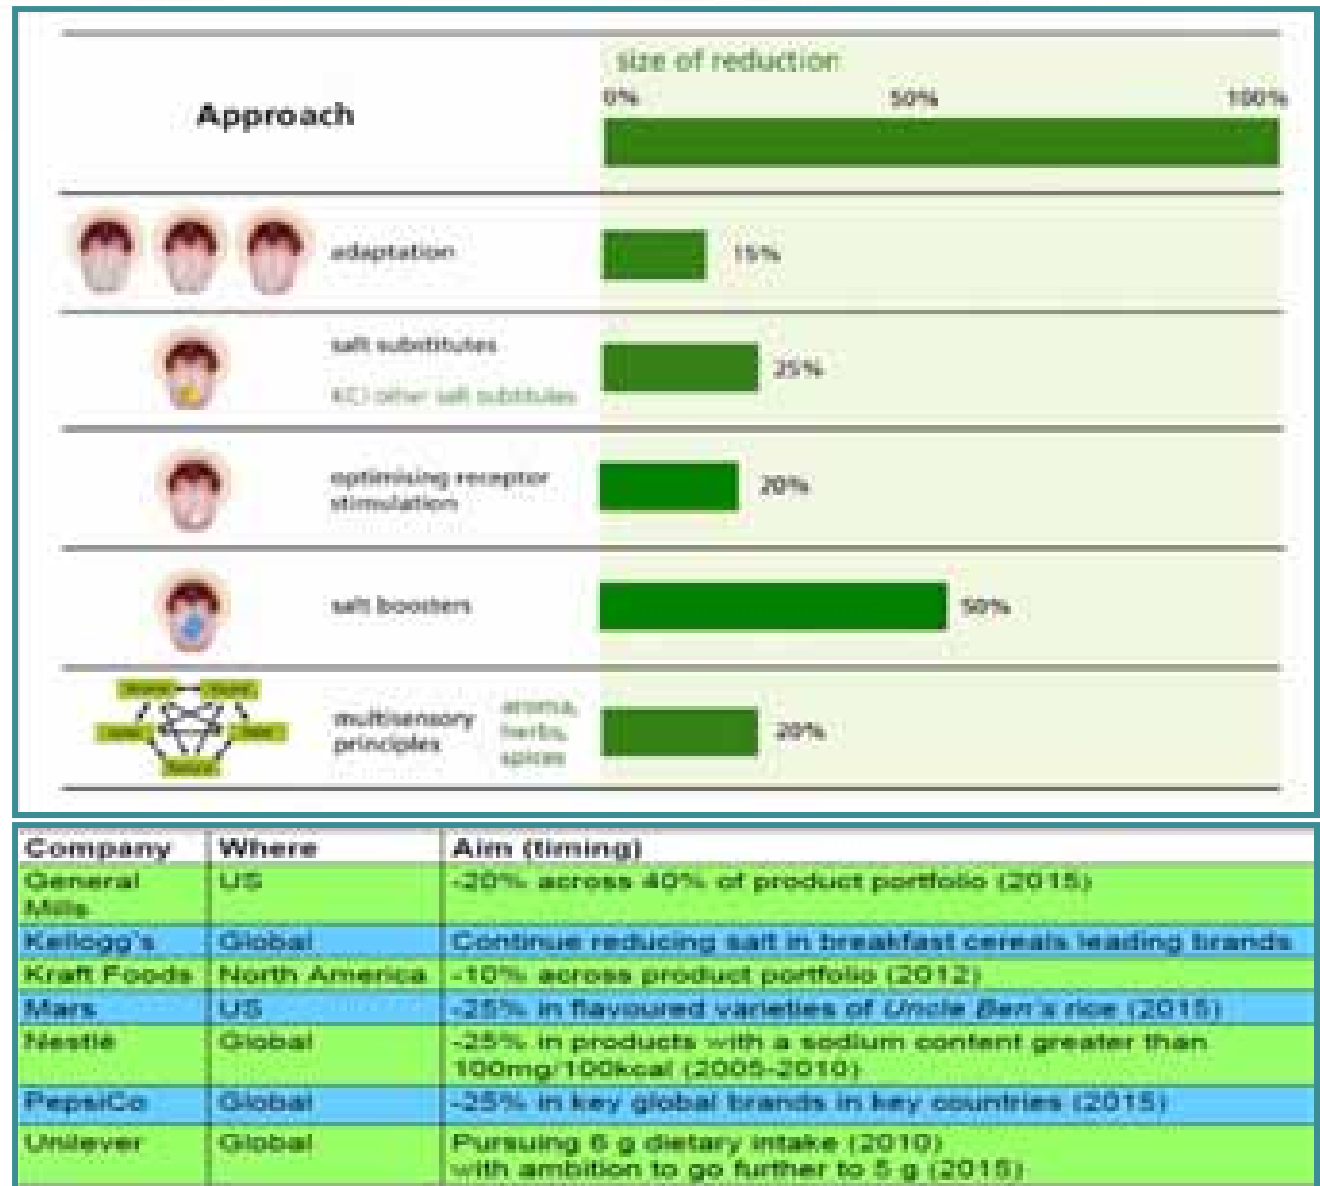 size of reduction
0% 50% 100%
Approach
adaptation 15%
salt substitutes
KCl other salt subtitutes
25%
optimising receptor
stimulation
20%
salt boosters 50%
multisensory
principles
aroma,
herbs,
spices
20%
Company Where Aim (timing)
General US -20% across 40% of product portfolio (2015)
Mills
Kellogg's Global Continue reducing salt in breakfast cereals leading brands
Kraft Foods North America -10% across product portfolio (2012)
Mars US -25% in flavoured varieties of Uncle Ben's rice (2015)
Nestlé Global -25% in products with a sodium content greater than
100mg/100kcal (2005-2010)
PepsiCo Global -25% in key global brands in key countries (2015)
Unilever Global Pursuing 6 g dietary intake (2010)
with ambition to go further to 5 g (2015)